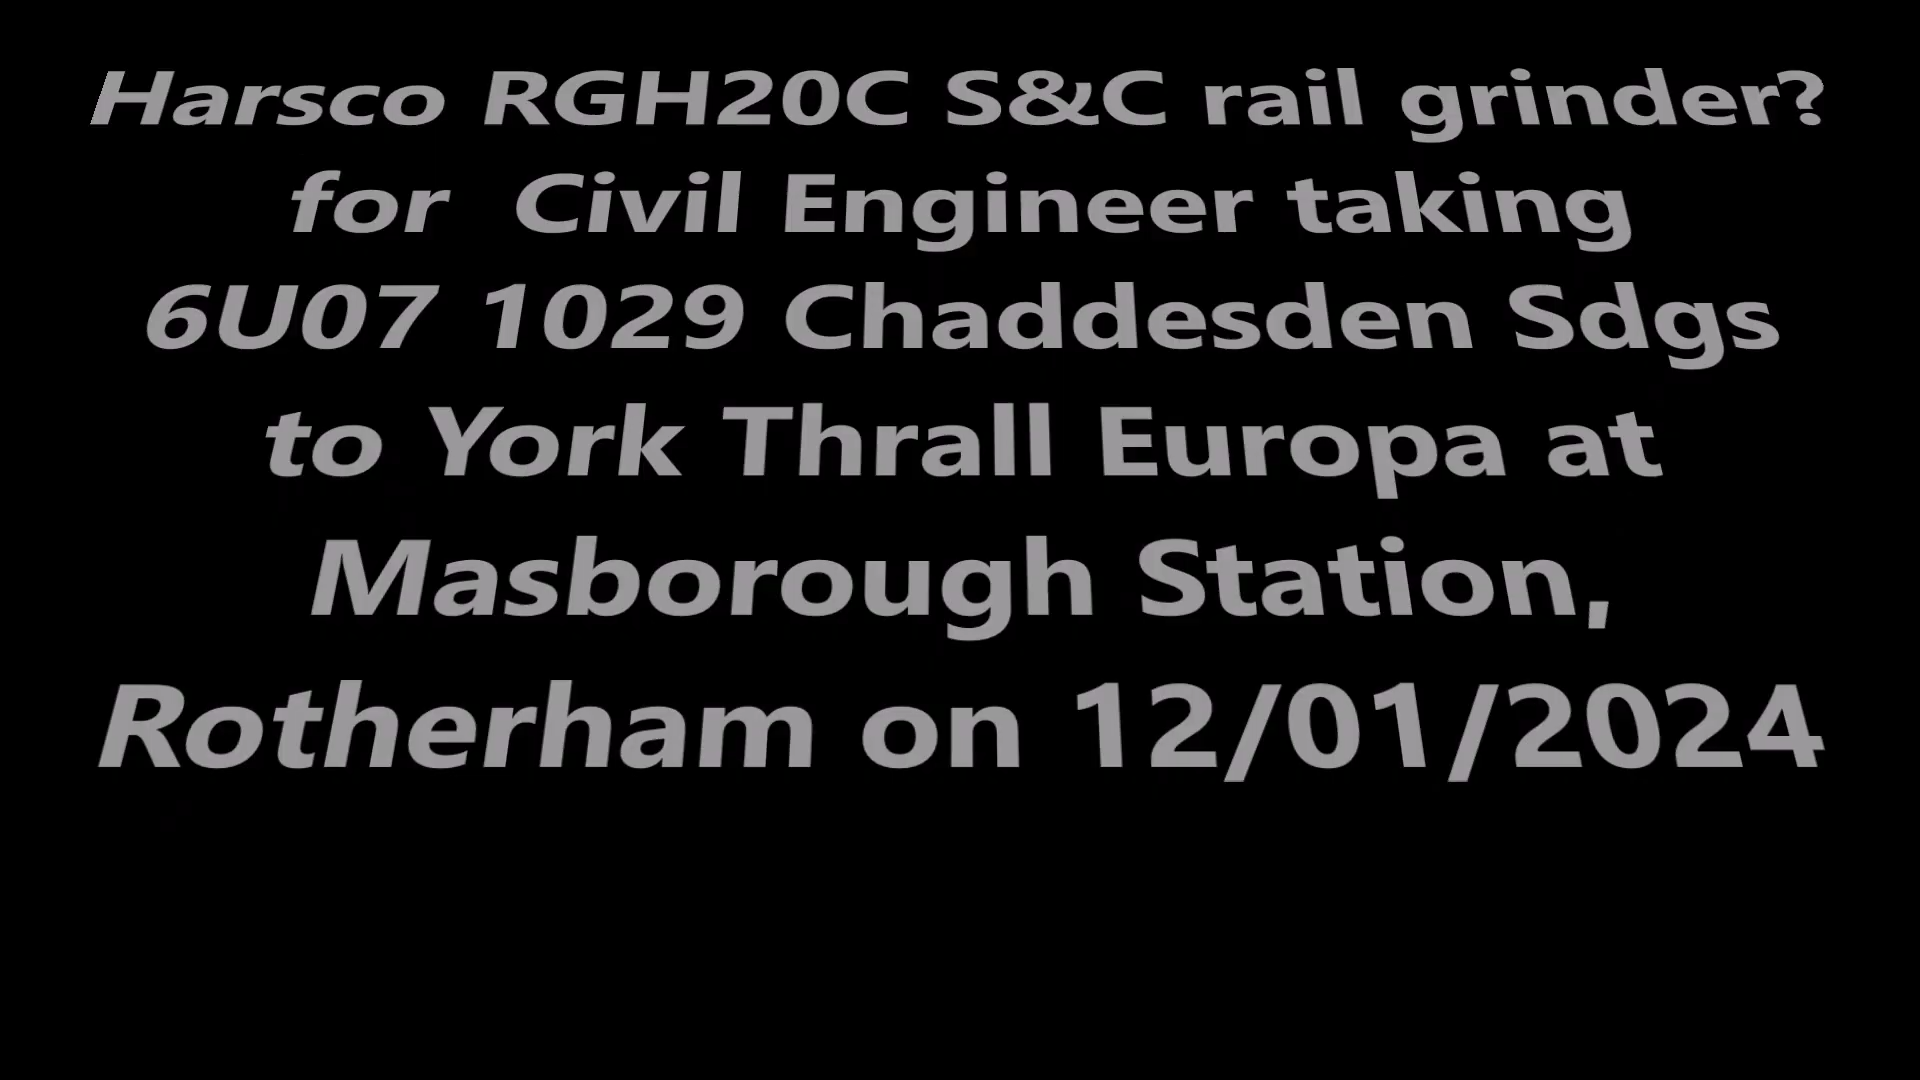 Harsco RGH20C S&C rail grinder?
for Civil Engineer taking
6U07 1029 Chaddesden Sdgs
to York Thrall Europa at
Masborough Station,
Rotherham on 12/01/2024